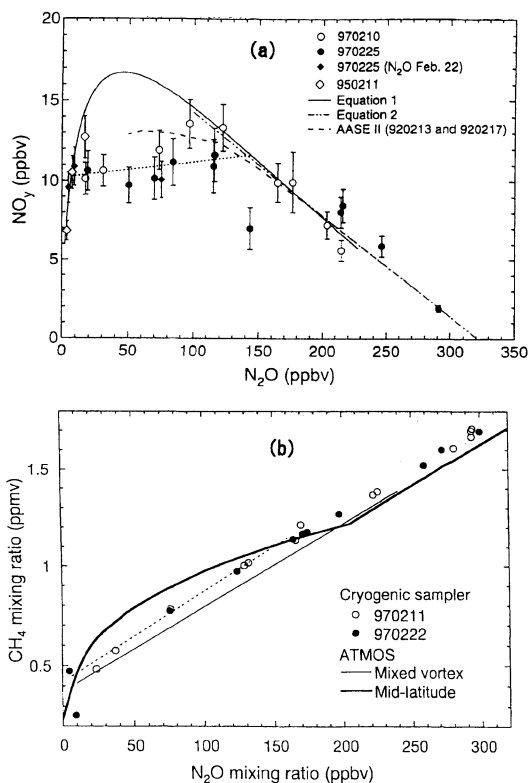 (a)
○ 970210
● 970225
◆ 970225 (N₂O Feb. 22)
◇ 950211
Equation 1
Equation 2
AASE II (920213 and 920217)
NOy (ppbv)
20
15
10
5
0
0 50 100 150 200 250 300 350
N₂O (ppbv)
(b)
CH₄ mixing ratio (ppmv)
1.5
1
0.5
Cryogenic sampler
○ 970211
● 970222
ATMOS
Mixed vortex
Mid-latitude
0 50 100 150 200 250 300
N₂O mixing ratio (ppbv)